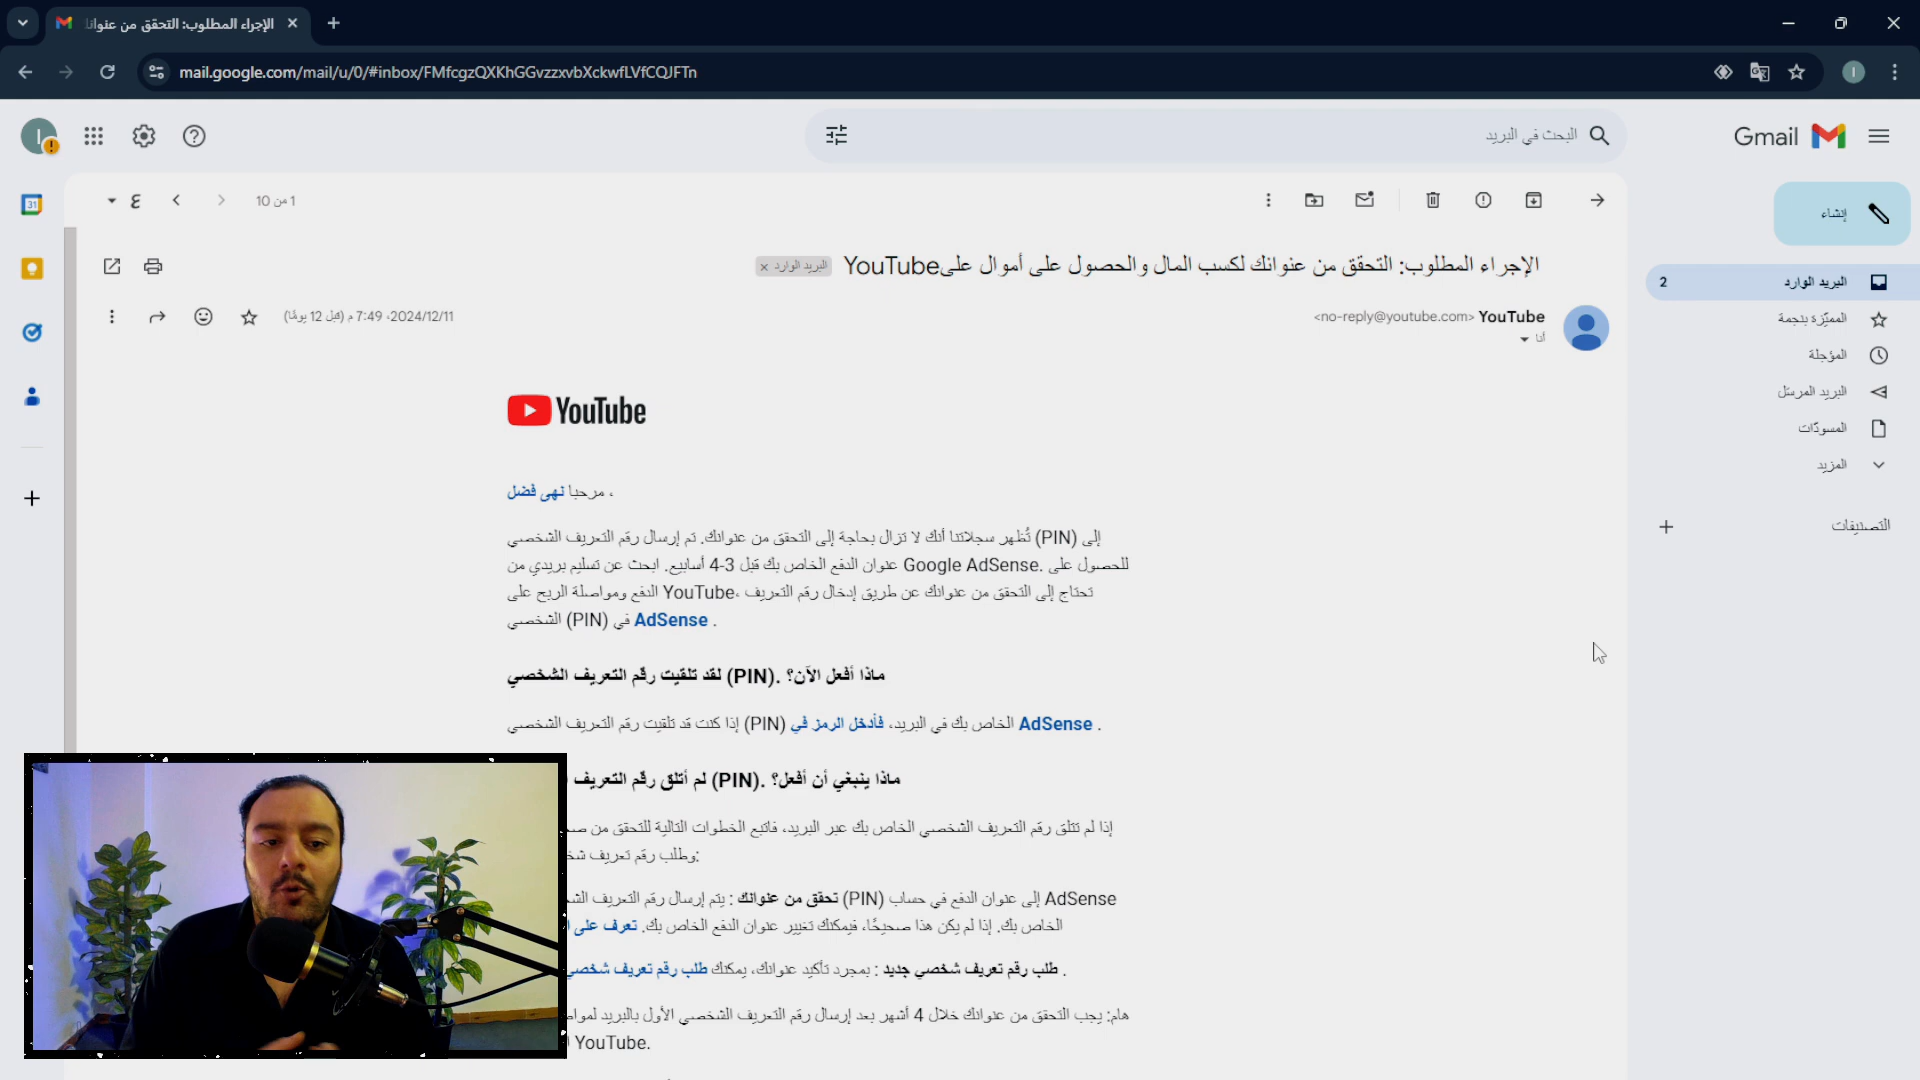 الإجراء المطلوب: التحقق من عنوانك
mail.google.com/mail/u/0/#inbox/FMfcgzQXKhGGvzzxvbXckwfLVfCQJFTn
Gmail
البحث في البريد
إنشاء
البريد الوارد
2
المميّزة بنجمة
المؤجلة
البريد المرسَل
المسودّات
المزيد
التصنيفات
1 من 10
ع
الإجراء المطلوب: التحقق من عنوانك لكسب المال والحصول على أموال علىYouTube
البريد الوارد ×
YouTube <no-reply@youtube.com>
أنا
2024/12/11، 7:49 م (قبل 12 يومًا)
YouTube
مرحبا نهى فضل ،
إلى (PIN) تُظهر سجلاتنا أنك لا تزال بحاجة إلى التحقق من عنوانك. تم إرسال رقم التعريف الشخصي
للحصول على .Google AdSense عنوان الدفع الخاص بك قبل 3-4 أسابيع. ابحث عن تسليم بريدي من
تحتاج إلى التحقق من عنوانك عن طريق إدخال رقم التعريف ،YouTube الدفع ومواصلة الربح على
. AdSense في (PIN) الشخصي
ماذا أفعل الآن؟ .(PIN) لقد تلقيت رقم التعريف الشخصي
. AdSense الخاص بك في البريد، فأدخل الرمز في (PIN) إذا كنت قد تلقيت رقم التعريف الشخصي
ماذا ينبغي أن أفعل؟ .(PIN) لم أتلق رقم التعريف
إذا لم تتلق رقم التعريف الشخصي الخاص بك عبر البريد، فاتبع الخطوات التالية للتحقق من
وطلب رقم تعريف
AdSense إلى عنوان الدفع في حساب (PIN) تحقق من عنوانك : يتم إرسال رقم التعريف
الخاص بك. إذا لم يكن هذا صحيحًا، فيمكنك تغيير عنوان الدفع الخاص بك. تعرف على
. طلب رقم تعريف شخصي جديد : بمجرد تأكيد عنوانك، يمكنك طلب رقم تعريف شخصي
هام: يجب التحقق من عنوانك خلال 4 أشهر بعد إرسال رقم التعريف الشخصي الأول بالبريد
YouTube.